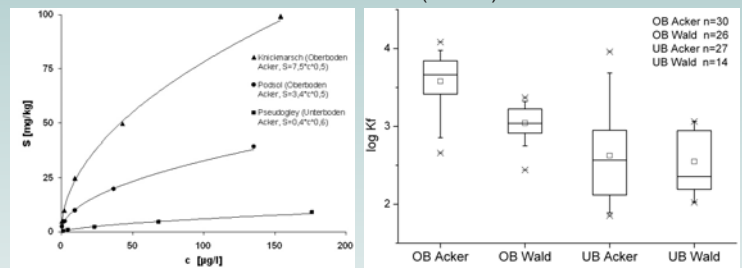 100
75
50
25
0
S [mg/kg]
Knickmarsch (Oberboden
Acker, S=7,5*c^0,5)
Podsol (Oberboden
Acker, S=3,4*c^0,5)
Pseudogley (Unterboden
Acker, S=0,4*c^0,6)
0 50 100 150 200
c [µg/l]
OB Acker n=30
OB Wald n=26
UB Acker n=27
UB Wald n=14
4
3
2
log Kf
OB Acker OB Wald UB Acker UB Wald